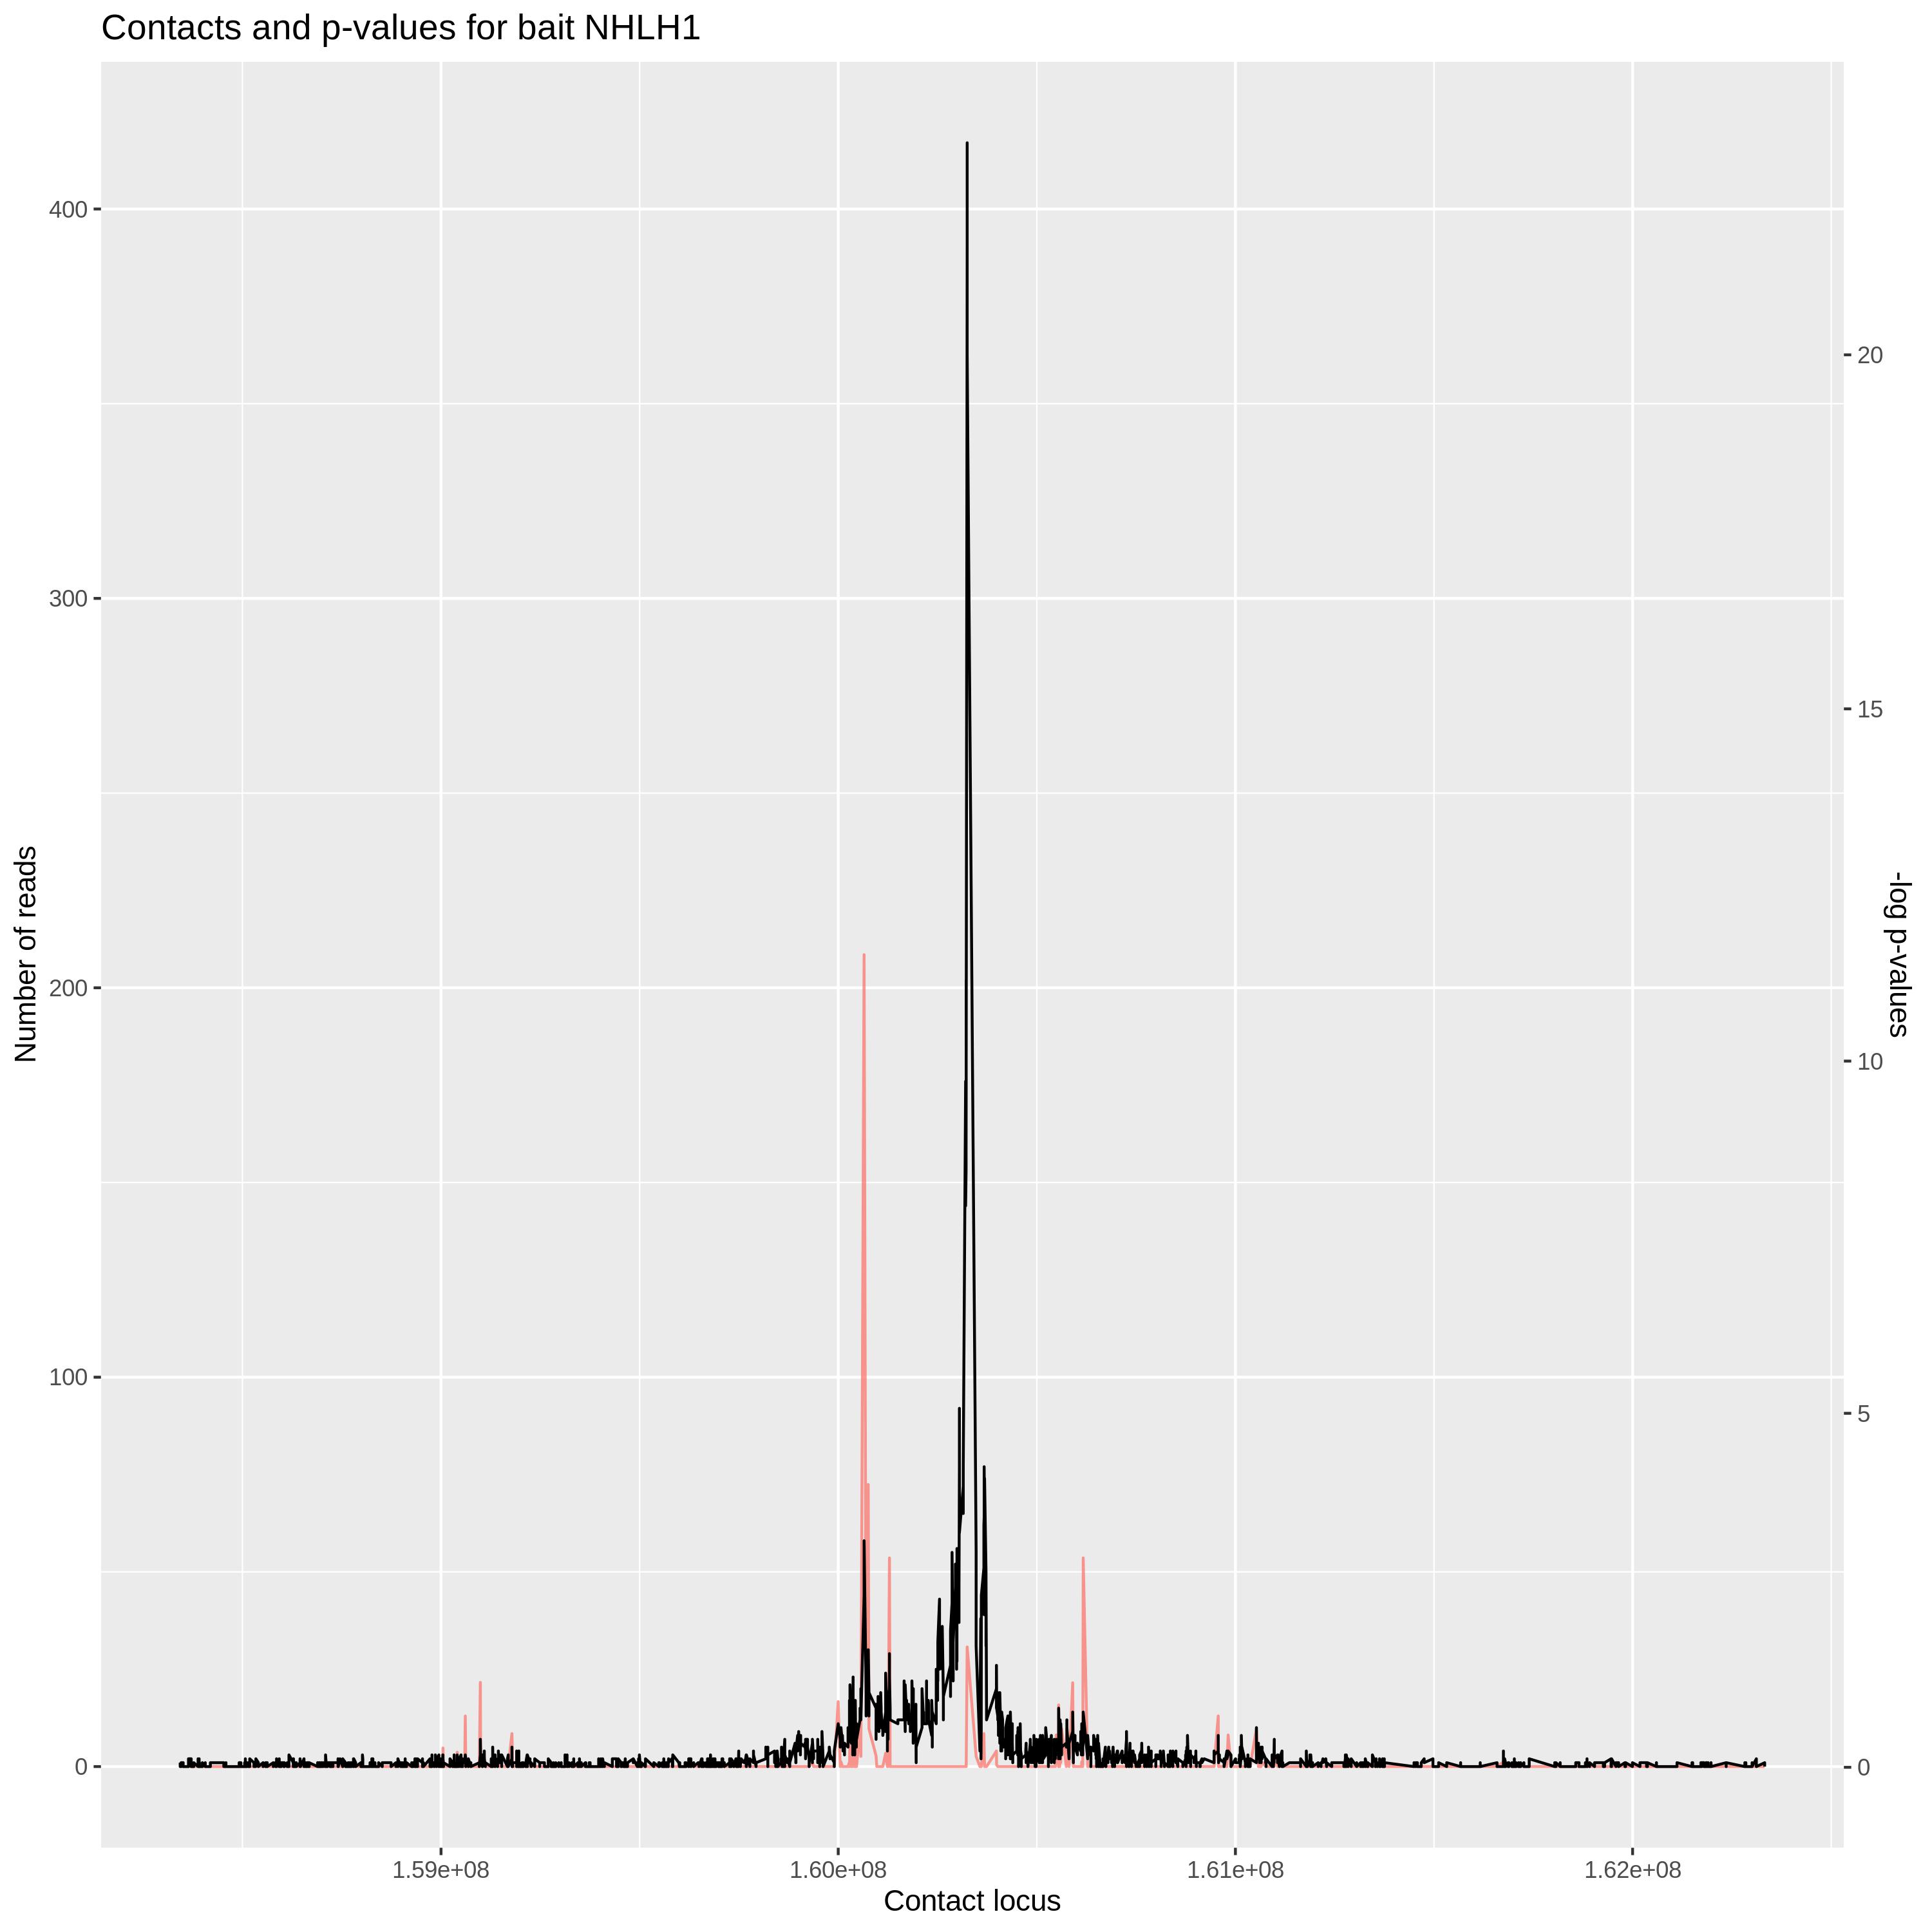 Contacts and p-values for bait NHLH1
Number of reads
400
300
200
100
0
20
15
10
5
0
-log p-values
1.59e+08
1.60e+08
1.61e+08
1.62e+08
Contact locus